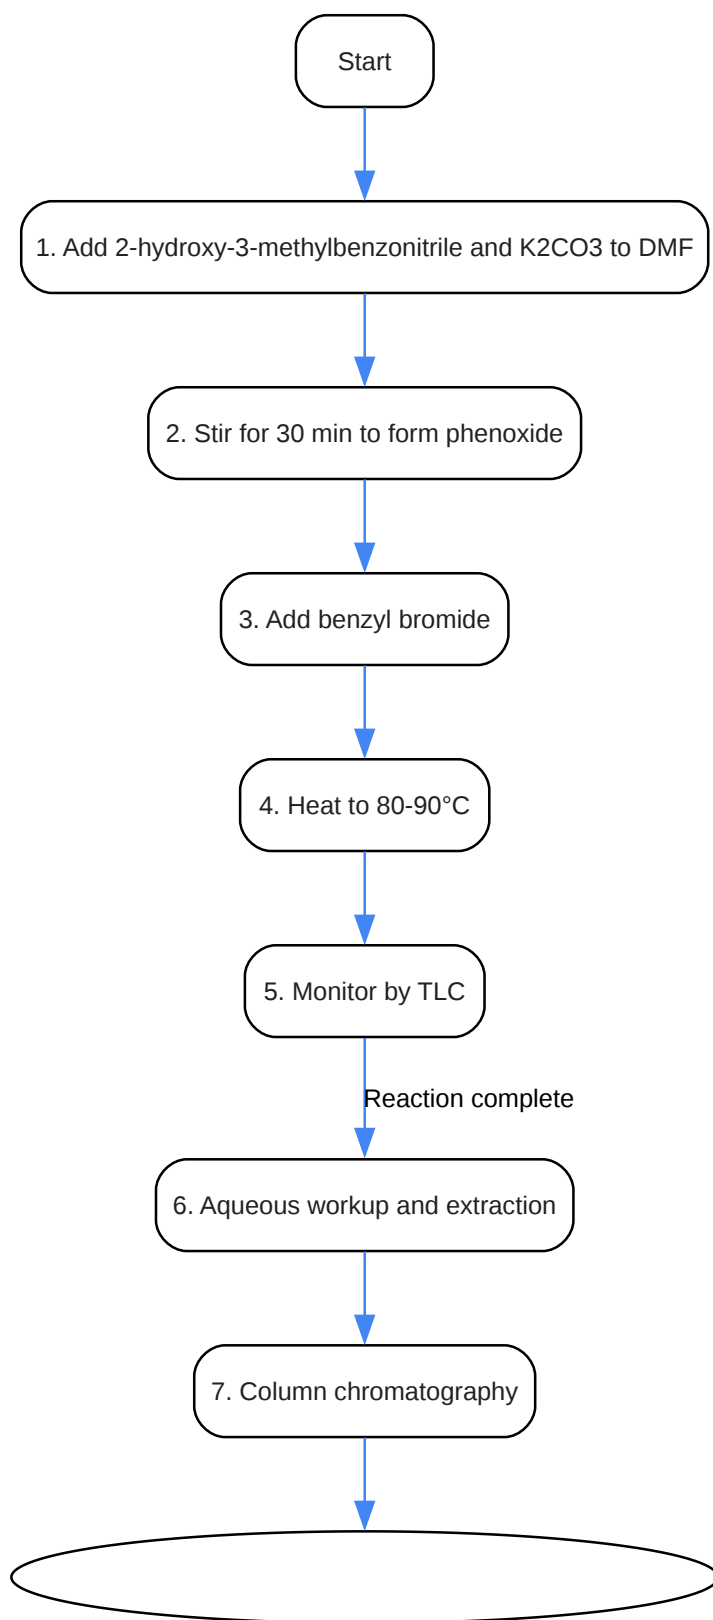 Start
1. Add 2-hydroxy-3-methylbenzonitrile and K2CO3 to DMF
2. Stir for 30 min to form phenoxide
3. Add benzyl bromide
4. Heat to 80-90°C
5. Monitor by TLC
Reaction complete
6. Aqueous workup and extraction
7. Column chromatography